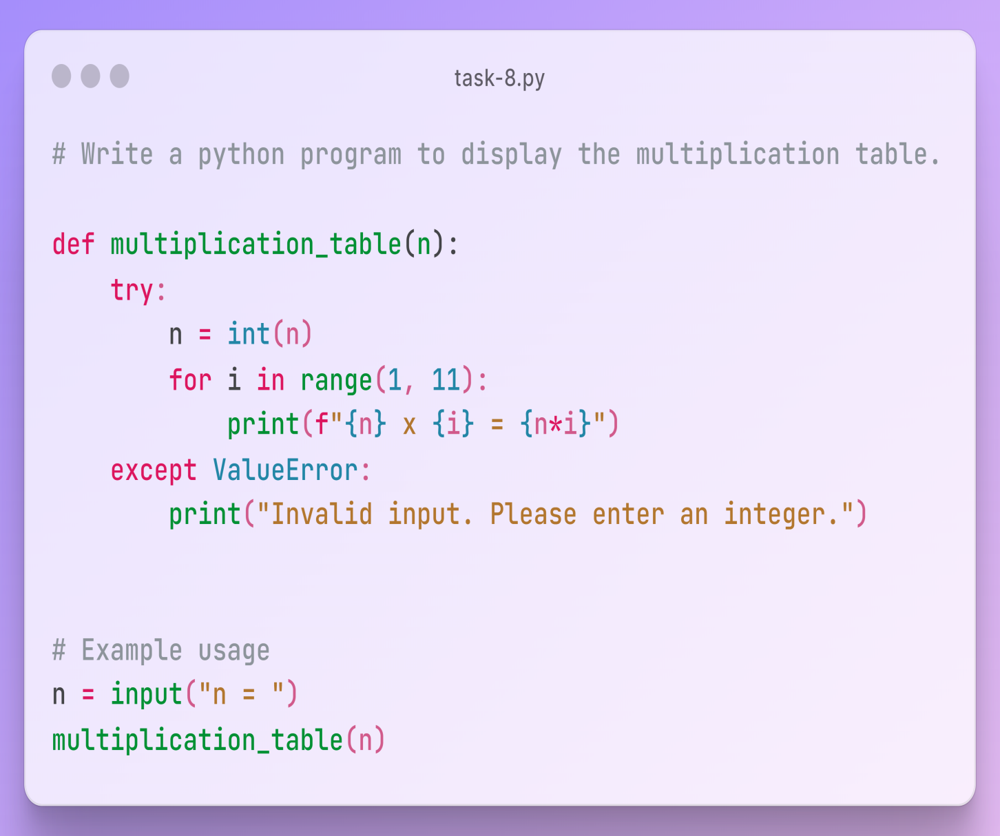 task-8.py
# Write a python program to display the multiplication table.
def multiplication_table(n):
    try:
        n = int(n)
        for i in range(1, 11):
            print(f"{n} x {i} = {n*i}")
    except ValueError:
        print("Invalid input. Please enter an integer.")
# Example usage
n = input("n = ")
multiplication_table(n)